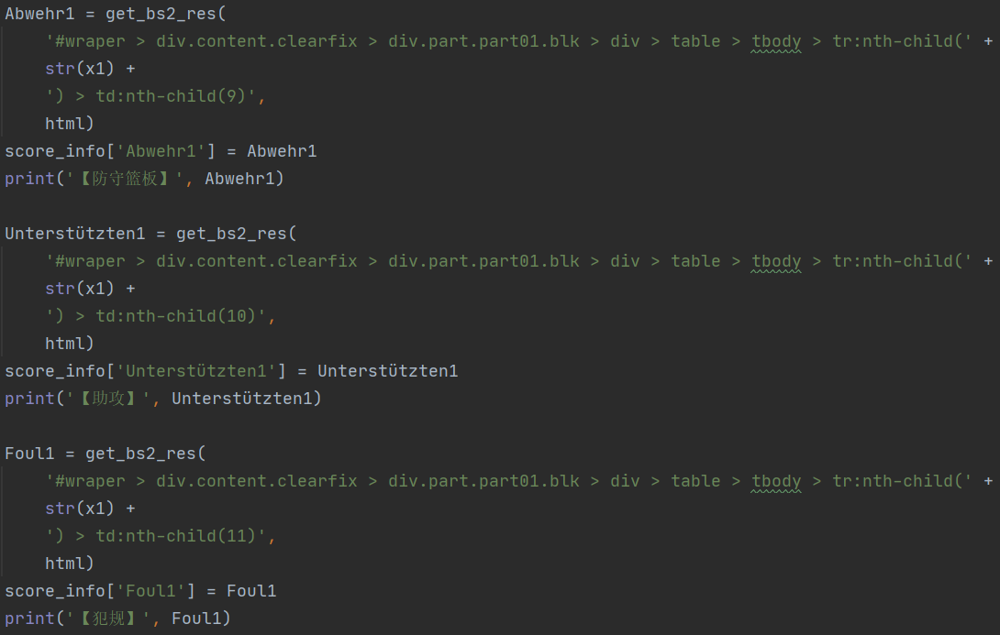 Abwehr1 = get_bs2_res(
    '#wraper > div.content.clearfix > div.part.part01.blk > div > table > tbody > tr:nth-child(' +
    str(x1) +
    ') > td:nth-child(9)',
    html)
score_info['Abwehr1'] = Abwehr1
print('【防守篮板】', Abwehr1)

Unterstützten1 = get_bs2_res(
    '#wraper > div.content.clearfix > div.part.part01.blk > div > table > tbody > tr:nth-child(' +
    str(x1) +
    ') > td:nth-child(10)',
    html)
score_info['Unterstützten1'] = Unterstützten1
print('【助攻】', Unterstützten1)

Foul1 = get_bs2_res(
    '#wraper > div.content.clearfix > div.part.part01.blk > div > table > tbody > tr:nth-child(' +
    str(x1) +
    ') > td:nth-child(11)',
    html)
score_info['Foul1'] = Foul1
print('【犯规】', Foul1)